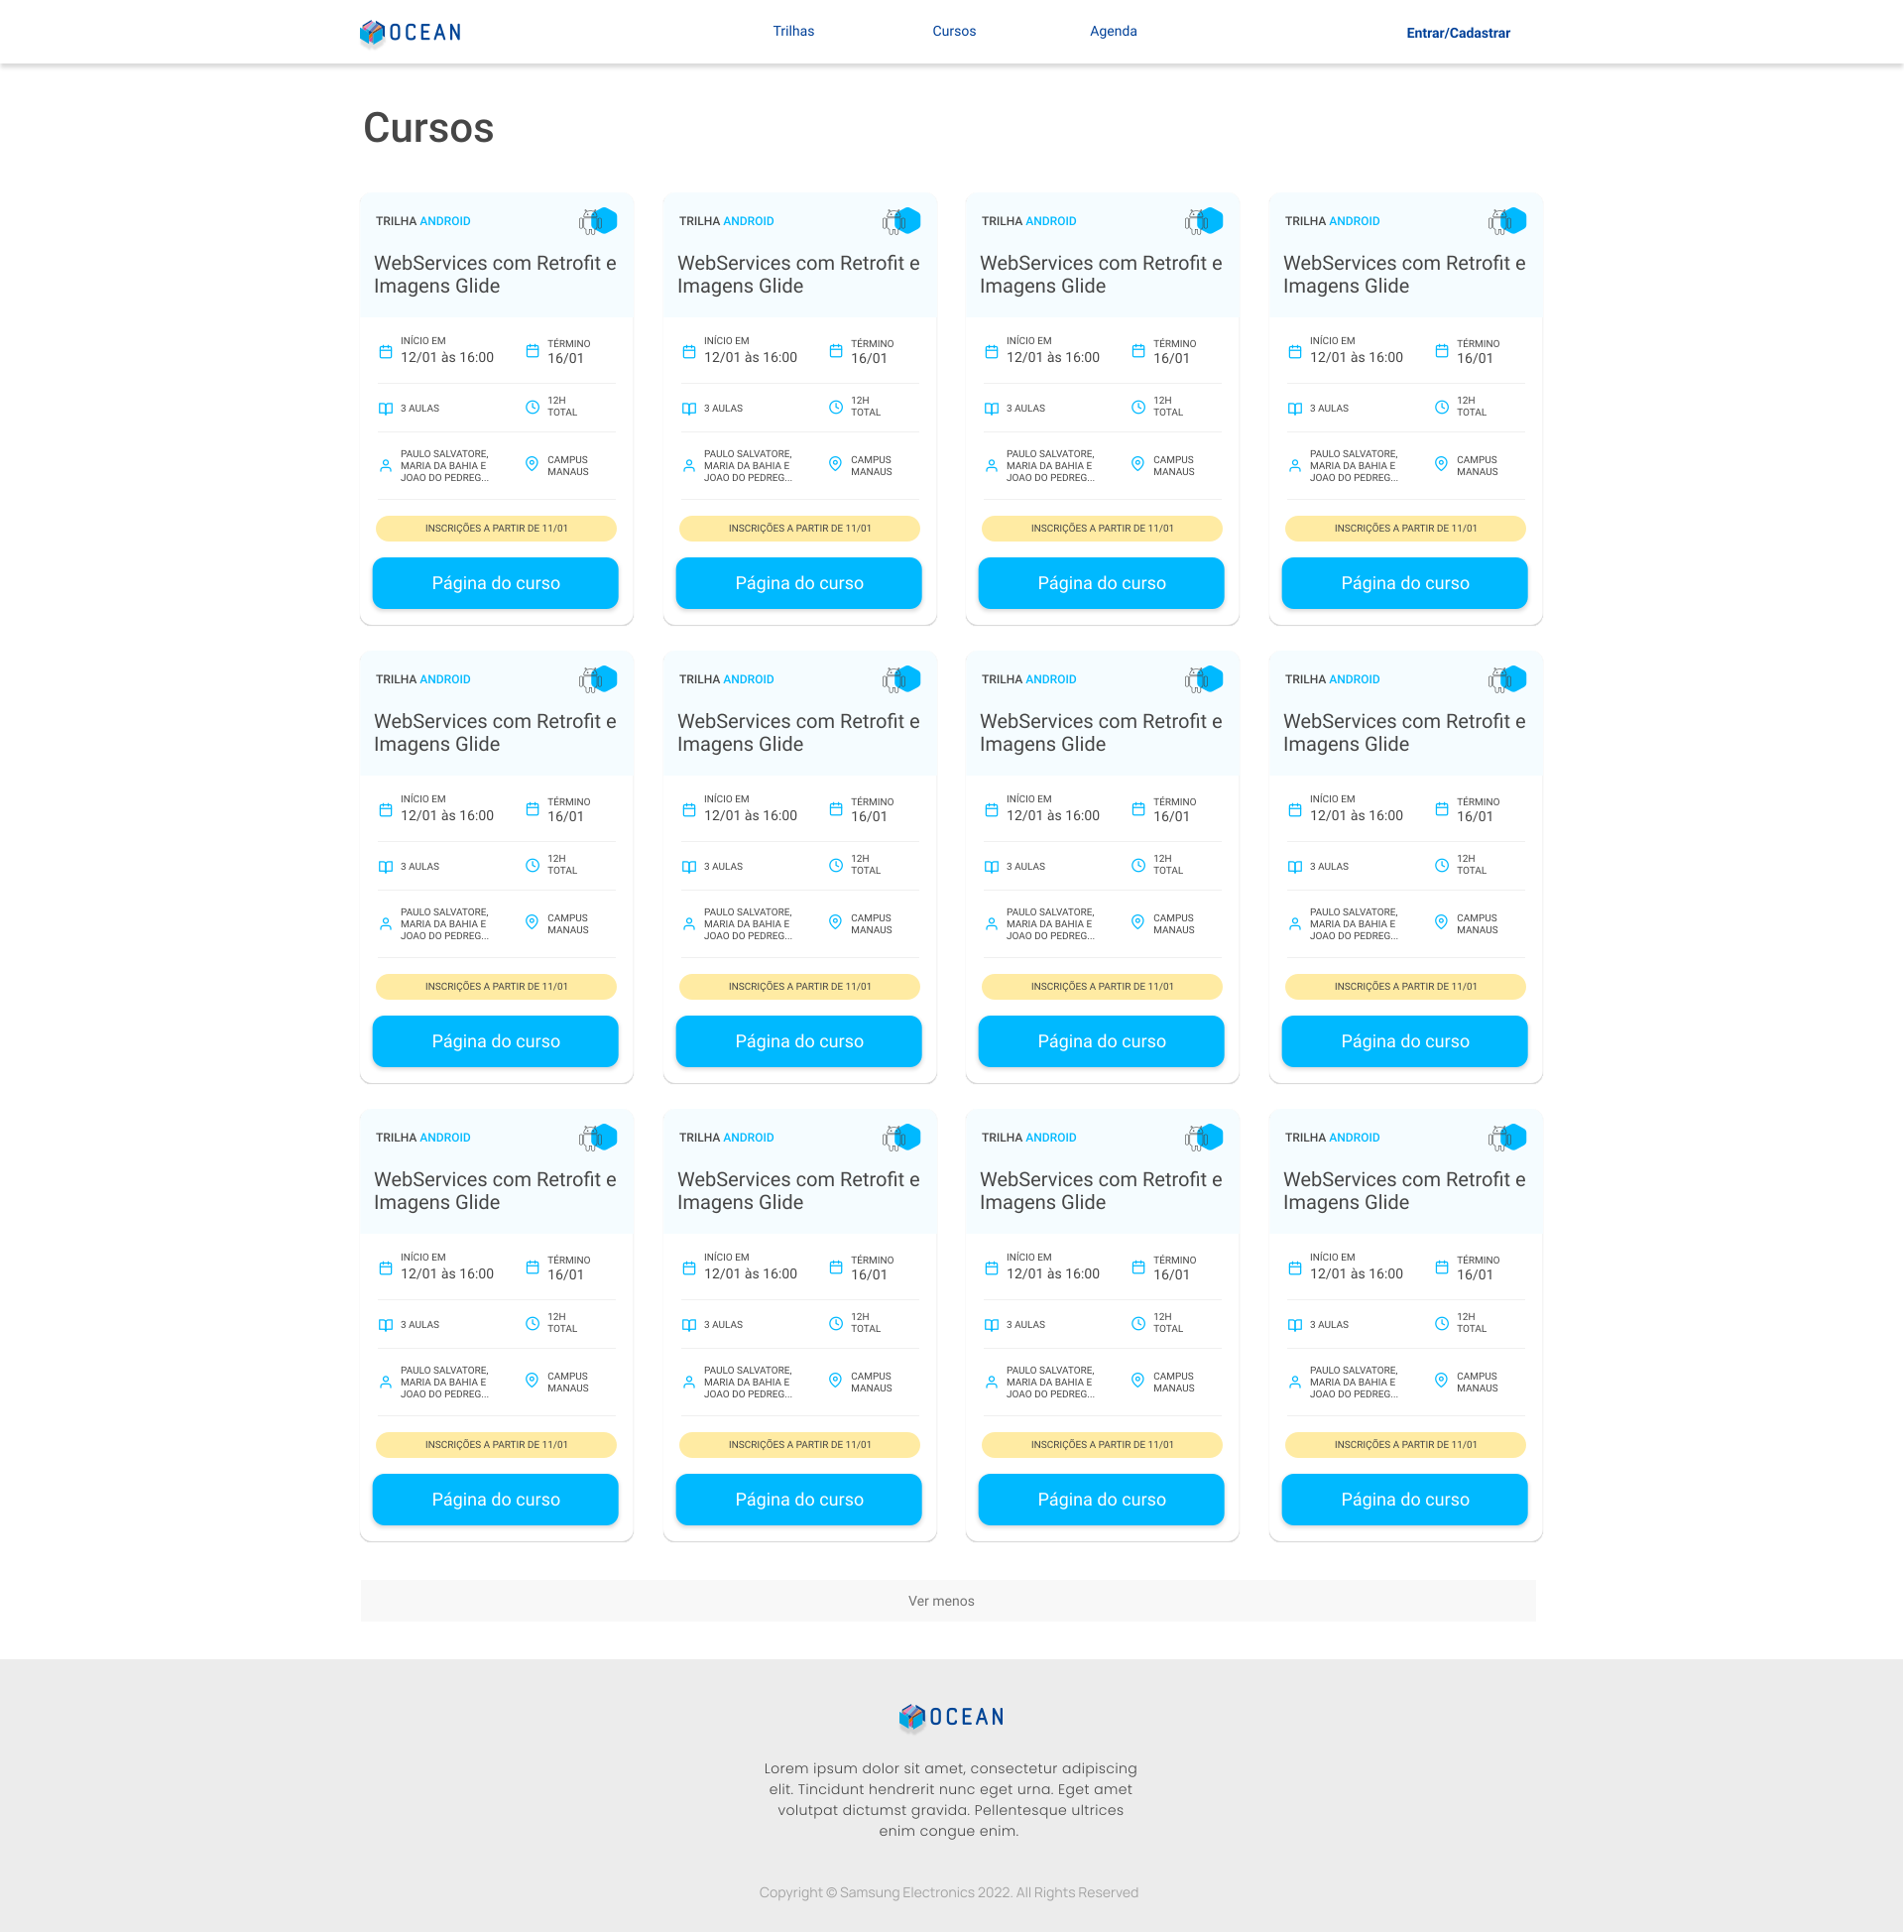 OCEAN
Trilhas
Cursos
Agenda
Entrar/Cadastrar
Cursos
TRILHA ANDROID
WebServices com Retrofit e
Imagens Glide
INÍCIO EM
12/01 às 16:00
TÉRMINO
16/01
3 AULAS
12H
TOTAL
PAULO SALVATORE,
MARIA DA BAHIA E
JOAO DO PEDREG...
CAMPUS
MANAUS
INSCRIÇÕES A PARTIR DE 11/01
Página do curso
TRILHA ANDROID
WebServices com Retrofit e
Imagens Glide
INÍCIO EM
12/01 às 16:00
TÉRMINO
16/01
3 AULAS
12H
TOTAL
PAULO SALVATORE,
MARIA DA BAHIA E
JOAO DO PEDREG...
CAMPUS
MANAUS
INSCRIÇÕES A PARTIR DE 11/01
Página do curso
TRILHA ANDROID
WebServices com Retrofit e
Imagens Glide
INÍCIO EM
12/01 às 16:00
TÉRMINO
16/01
3 AULAS
12H
TOTAL
PAULO SALVATORE,
MARIA DA BAHIA E
JOAO DO PEDREG...
CAMPUS
MANAUS
INSCRIÇÕES A PARTIR DE 11/01
Página do curso
TRILHA ANDROID
WebServices com Retrofit e
Imagens Glide
INÍCIO EM
12/01 às 16:00
TÉRMINO
16/01
3 AULAS
12H
TOTAL
PAULO SALVATORE,
MARIA DA BAHIA E
JOAO DO PEDREG...
CAMPUS
MANAUS
INSCRIÇÕES A PARTIR DE 11/01
Página do curso
TRILHA ANDROID
WebServices com Retrofit e
Imagens Glide
INÍCIO EM
12/01 às 16:00
TÉRMINO
16/01
3 AULAS
12H
TOTAL
PAULO SALVATORE,
MARIA DA BAHIA E
JOAO DO PEDREG...
CAMPUS
MANAUS
INSCRIÇÕES A PARTIR DE 11/01
Página do curso
TRILHA ANDROID
WebServices com Retrofit e
Imagens Glide
INÍCIO EM
12/01 às 16:00
TÉRMINO
16/01
3 AULAS
12H
TOTAL
PAULO SALVATORE,
MARIA DA BAHIA E
JOAO DO PEDREG...
CAMPUS
MANAUS
INSCRIÇÕES A PARTIR DE 11/01
Página do curso
TRILHA ANDROID
WebServices com Retrofit e
Imagens Glide
INÍCIO EM
12/01 às 16:00
TÉRMINO
16/01
3 AULAS
12H
TOTAL
PAULO SALVATORE,
MARIA DA BAHIA E
JOAO DO PEDREG...
CAMPUS
MANAUS
INSCRIÇÕES A PARTIR DE 11/01
Página do curso
TRILHA ANDROID
WebServices com Retrofit e
Imagens Glide
INÍCIO EM
12/01 às 16:00
TÉRMINO
16/01
3 AULAS
12H
TOTAL
PAULO SALVATORE,
MARIA DA BAHIA E
JOAO DO PEDREG...
CAMPUS
MANAUS
INSCRIÇÕES A PARTIR DE 11/01
Página do curso
TRILHA ANDROID
WebServices com Retrofit e
Imagens Glide
INÍCIO EM
12/01 às 16:00
TÉRMINO
16/01
3 AULAS
12H
TOTAL
PAULO SALVATORE,
MARIA DA BAHIA E
JOAO DO PEDREG...
CAMPUS
MANAUS
INSCRIÇÕES A PARTIR DE 11/01
Página do curso
TRILHA ANDROID
WebServices com Retrofit e
Imagens Glide
INÍCIO EM
12/01 às 16:00
TÉRMINO
16/01
3 AULAS
12H
TOTAL
PAULO SALVATORE,
MARIA DA BAHIA E
JOAO DO PEDREG...
CAMPUS
MANAUS
INSCRIÇÕES A PARTIR DE 11/01
Página do curso
TRILHA ANDROID
WebServices com Retrofit e
Imagens Glide
INÍCIO EM
12/01 às 16:00
TÉRMINO
16/01
3 AULAS
12H
TOTAL
PAULO SALVATORE,
MARIA DA BAHIA E
JOAO DO PEDREG...
CAMPUS
MANAUS
INSCRIÇÕES A PARTIR DE 11/01
Página do curso
TRILHA ANDROID
WebServices com Retrofit e
Imagens Glide
INÍCIO EM
12/01 às 16:00
TÉRMINO
16/01
3 AULAS
12H
TOTAL
PAULO SALVATORE,
MARIA DA BAHIA E
JOAO DO PEDREG...
CAMPUS
MANAUS
INSCRIÇÕES A PARTIR DE 11/01
Página do curso
Ver menos
OCEAN
Lorem ipsum dolor sit amet, consectetur adipiscing
elit. Tincidunt hendrerit nunc eget urna. Eget amet
volutpat dictumst gravida. Pellentesque ultrices
enim congue enim.
Copyright © Samsung Electronics 2022. All Rights Reserved